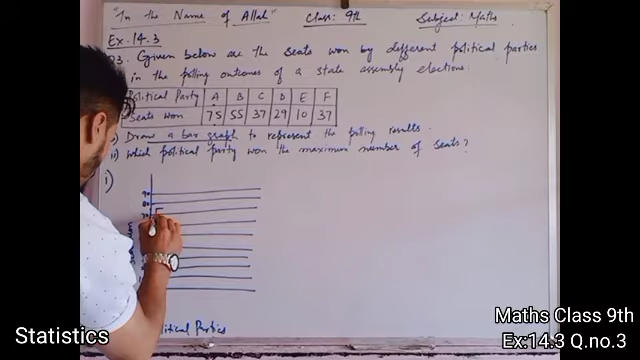 "In the Name of Allah" Class: 9th Subject: Maths
Ex. 14.3
Q3. Ggiven below are the seats won by different political parties
in the polling outcomes of a state assembly elections.
Political Party A B C D E F
Seats won 75 55 37 29 10 37
Draw a bar graph to represent the polling results.
ii) Which political party won the maximum number of seats?
i)
90
80
70
Political Parties
Statistics
Maths Class 9th
Ex:14.3 Q.no.3